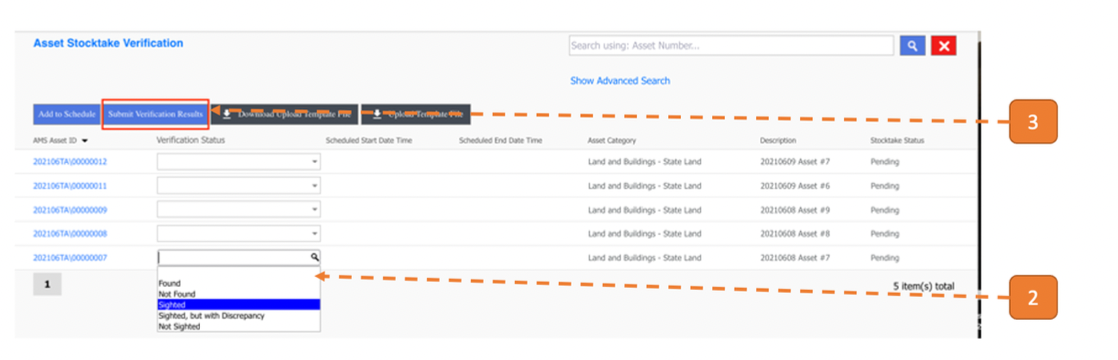 Asset Stocktake Verification
Search using: Asset Number...
Show Advanced Search
Add to Schedule Submit Verification Results Download Upload Template File Upload Template File
3
AMS Asset ID Verification Status Scheduled Start Date Time Scheduled End Date Time Asset Category Description Stocktake Status
202106TA\00000012 Land and Buildings - State Land 20210609 Asset #7 Pending
202106TA\00000011 Land and Buildings - State Land 20210609 Asset #6 Pending
202106TA\00000009 Land and Buildings - State Land 20210608 Asset #9 Pending
202106TA\00000008 Land and Buildings - State Land 20210608 Asset #8 Pending
202106TA\00000007 Land and Buildings - State Land 20210608 Asset #7 Pending
1 5 item(s) total
Found
Not Found
2
Sighted
Sighted, but with Discrepancy
Not Sighted